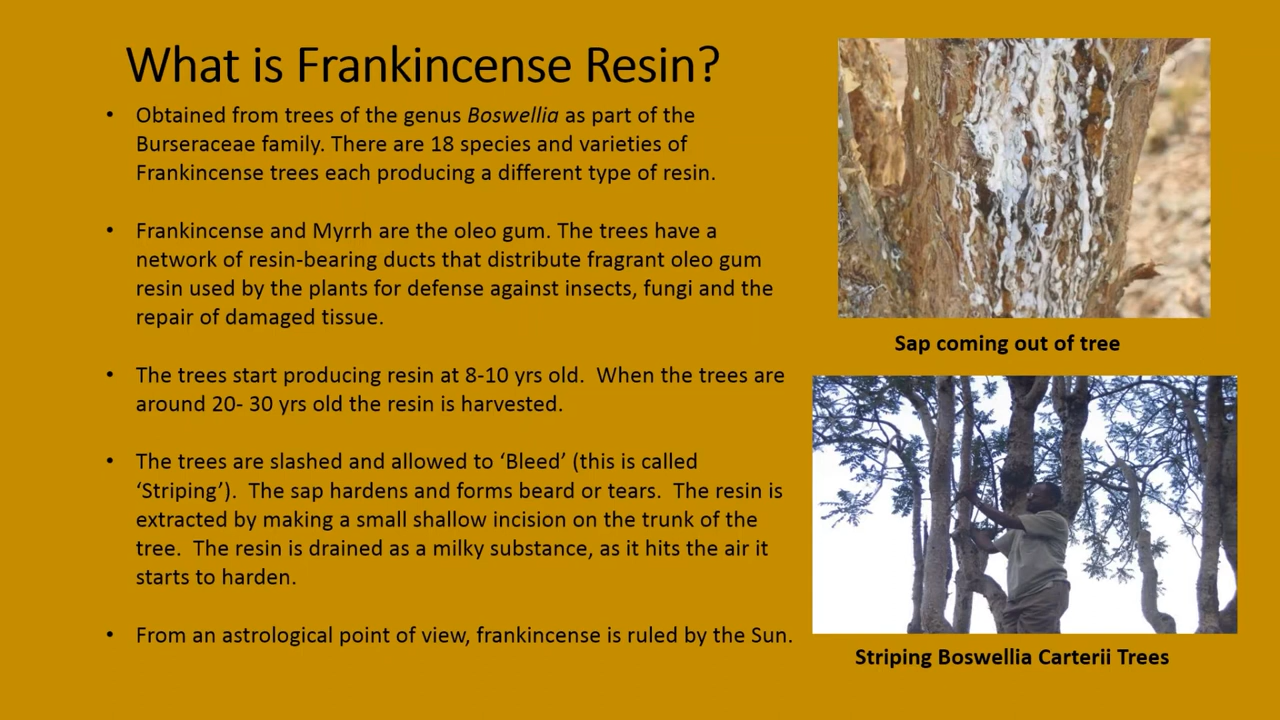 What is Frankincense Resin?
• Obtained from trees of the genus Boswellia as part of the
Burseraceae family. There are 18 species and varieties of
Frankincense trees each producing a different type of resin.
• Frankincense and Myrrh are the oleo gum. The trees have a
network of resin-bearing ducts that distribute fragrant oleo gum
resin used by the plants for defense against insects, fungi and the
repair of damaged tissue.
• The trees start producing resin at 8-10 yrs old.  When the trees are
around 20- 30 yrs old the resin is harvested.
• The trees are slashed and allowed to ‘Bleed’ (this is called
‘Striping’).  The sap hardens and forms beard or tears.  The resin is
extracted by making a small shallow incision on the trunk of the
tree.  The resin is drained as a milky substance, as it hits the air it
starts to harden.
• From an astrological point of view, frankincense is ruled by the Sun.
Sap coming out of tree
Striping Boswellia Carterii Trees